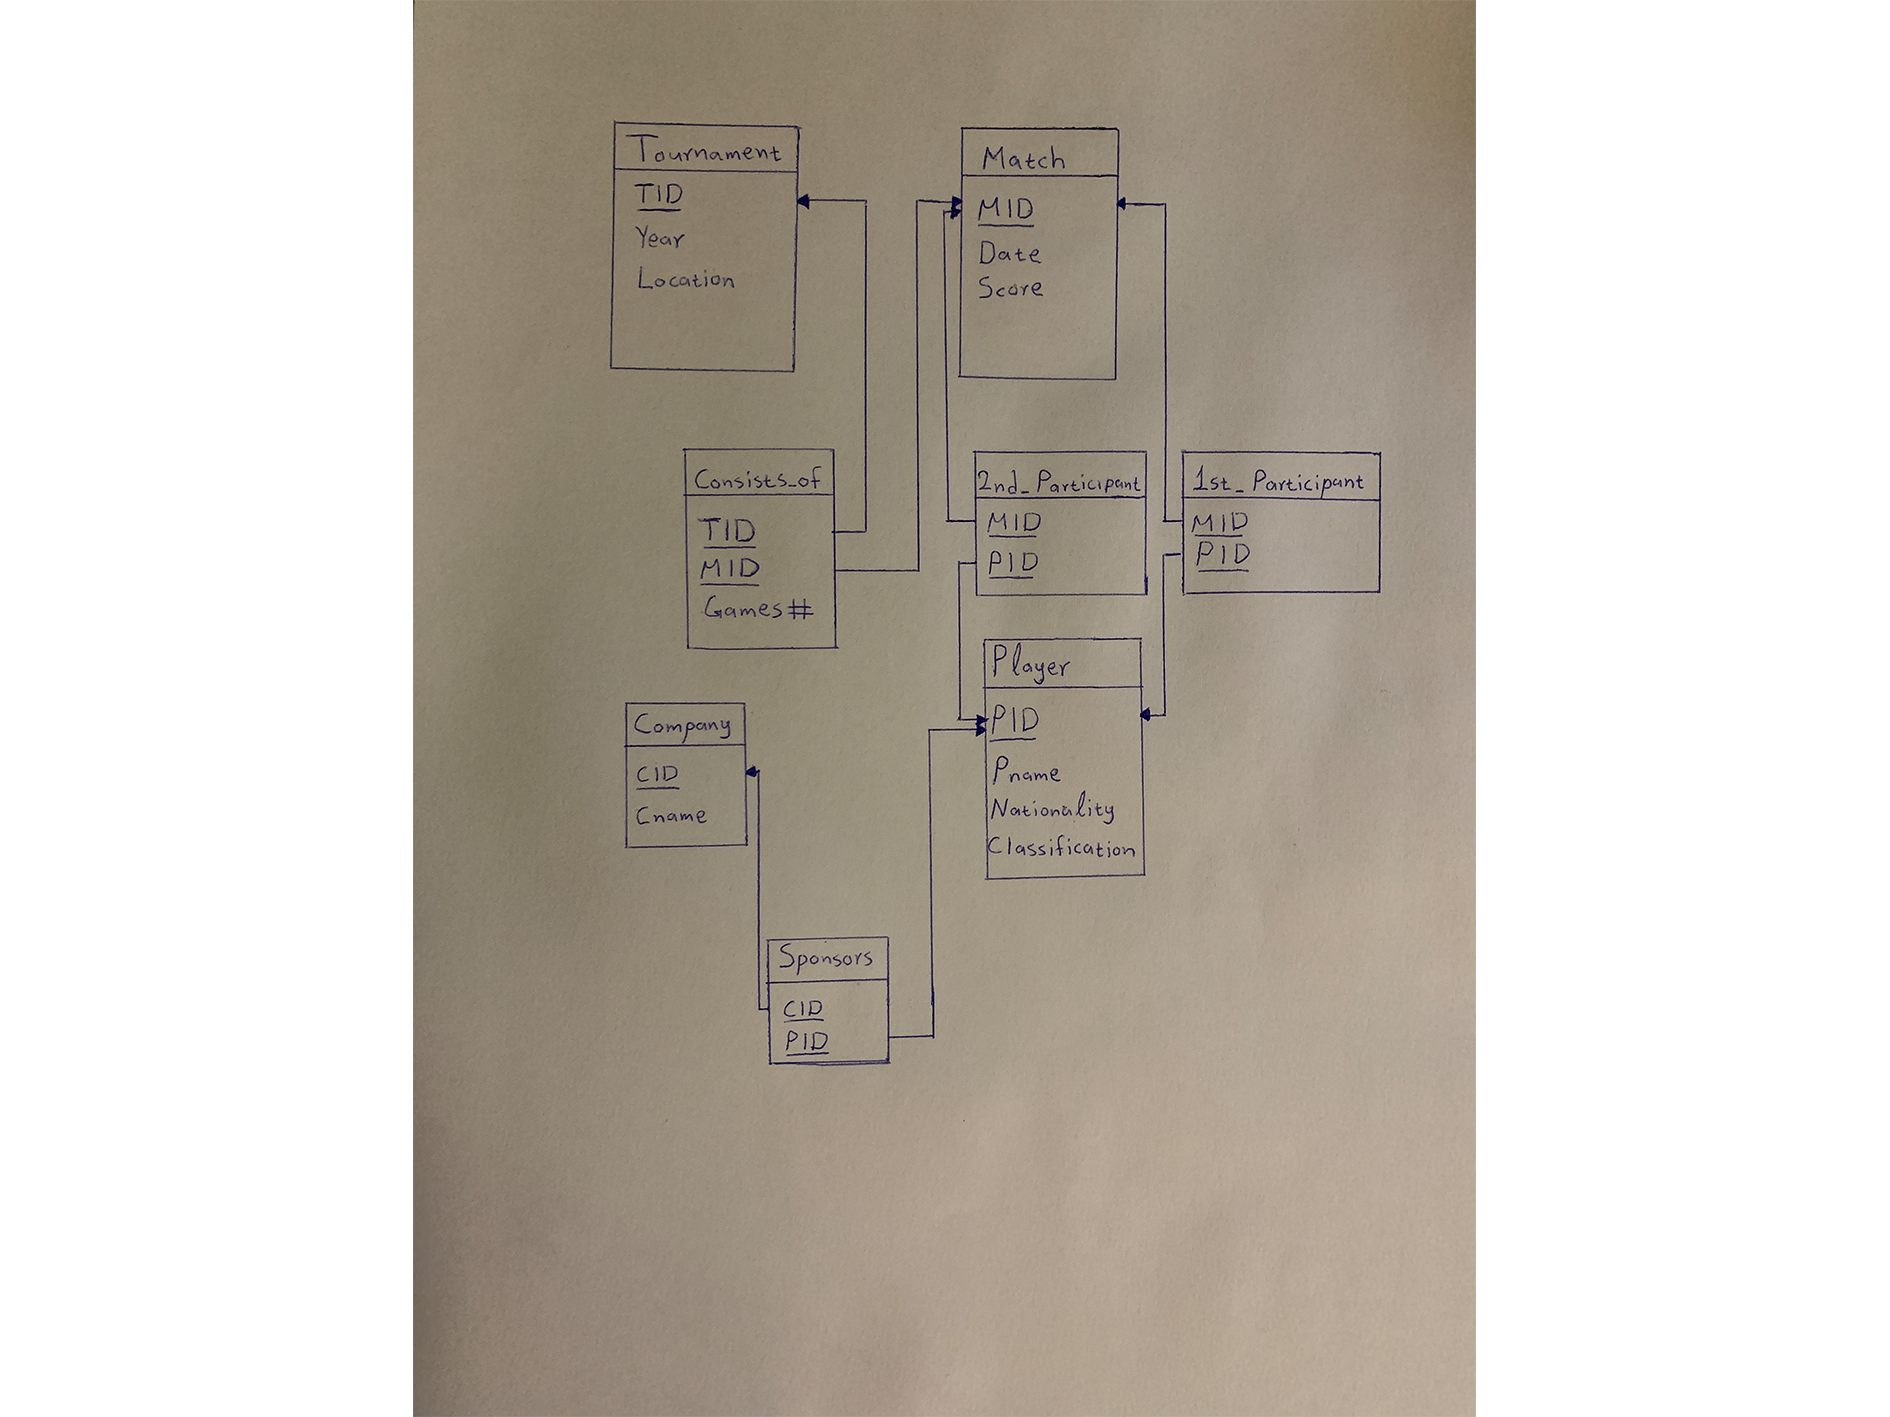 Tournament
TID
Year
Location
Match
MID
Date
Score
Consists_of
TID
MID
Games#
2nd_Participant
MID
PID
1st_Participant
MID
PID
Player
PID
Pname
Nationality
Classification
Company
CID
Cname
Sponsors
CID
PID